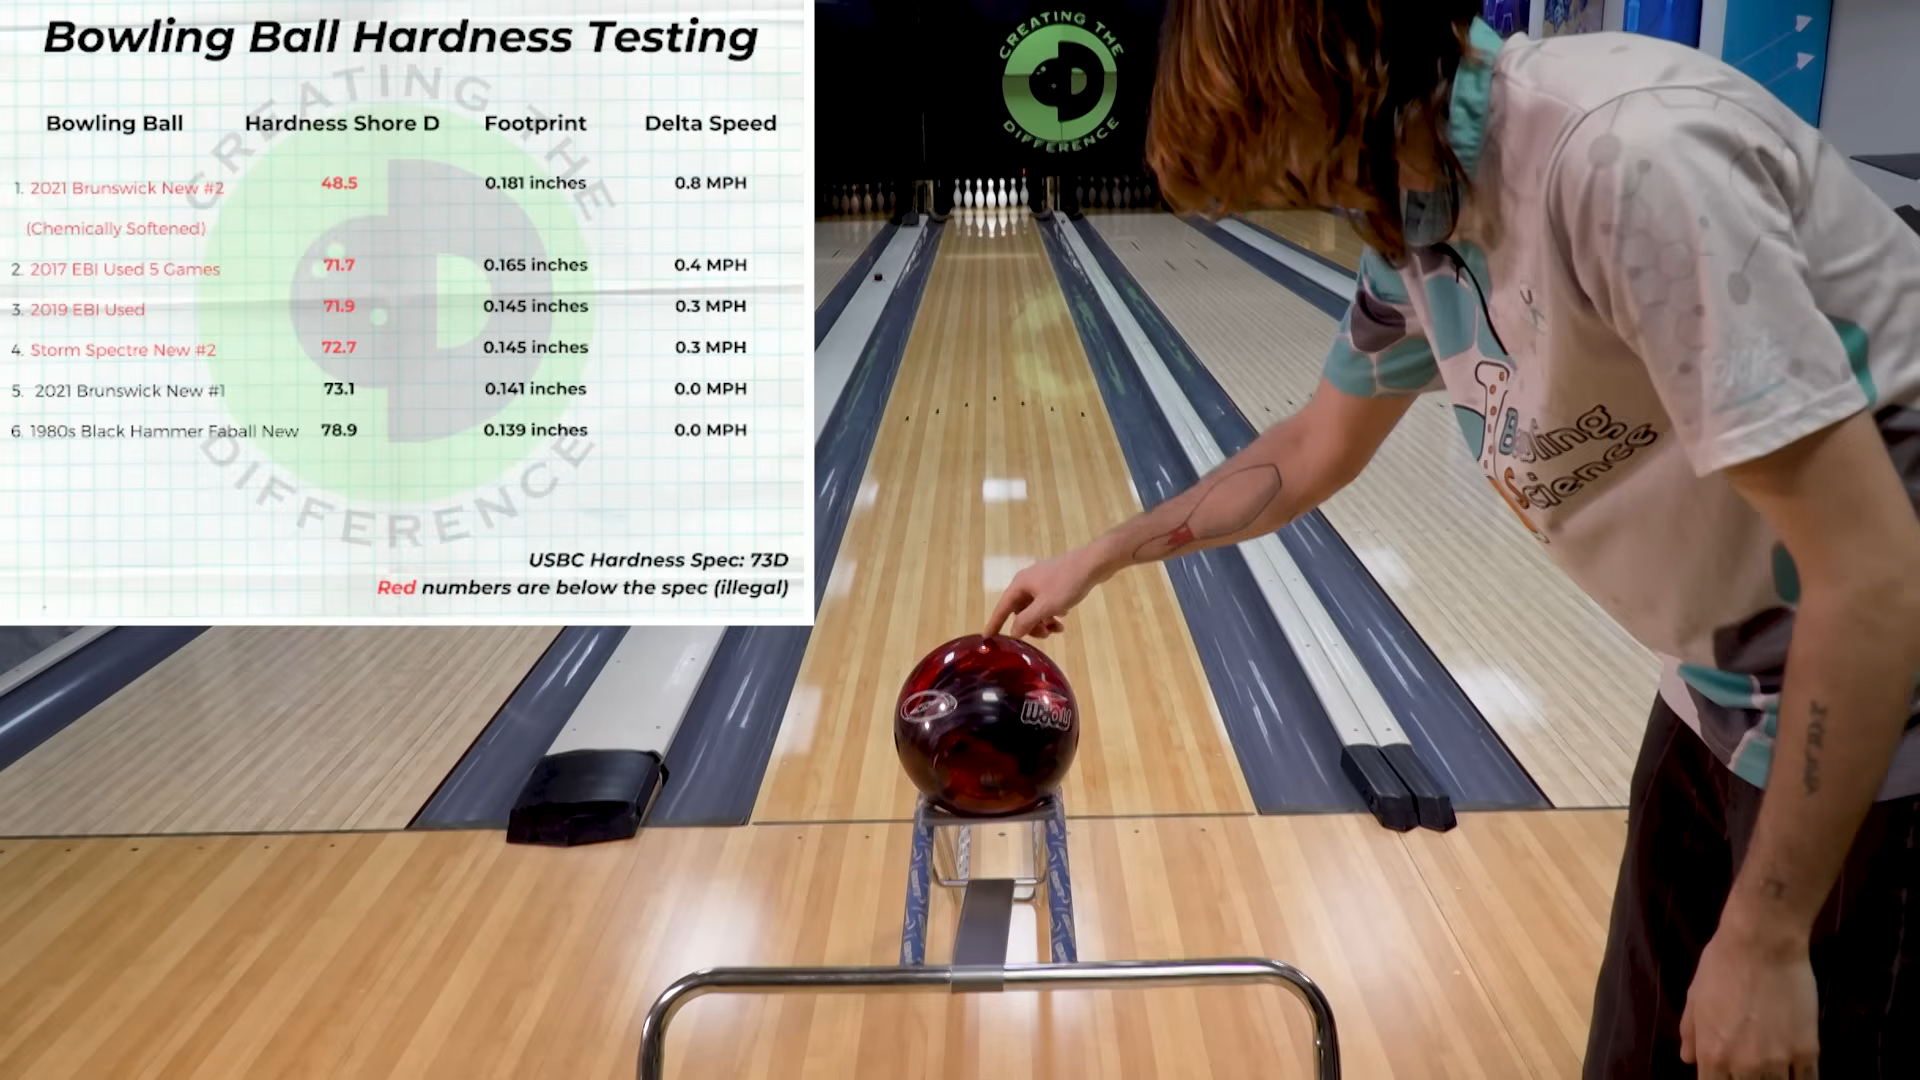 Bowling Ball Hardness Testing
Bowling Ball Hardness Shore D Footprint Delta Speed
1. 2021 Brunswick New #2 48.5 0.181 inches 0.8 MPH
(Chemically Softened)
2. 2017 EBI Used 5 Games 71.7 0.165 inches 0.4 MPH
3. 2019 EBI Used 71.9 0.145 inches 0.3 MPH
4. Storm Spectre New #2 72.7 0.145 inches 0.3 MPH
5. 2021 Brunswick New #1 73.1 0.141 inches 0.0 MPH
6. 1980s Black Hammer Faball New 78.9 0.139 inches 0.0 MPH
USBC Hardness Spec: 73D
Red numbers are below the spec (illegal)
CREATING THE
DIFFERENCE
CREATING THE
DIFFERENCE
Bowling
Science